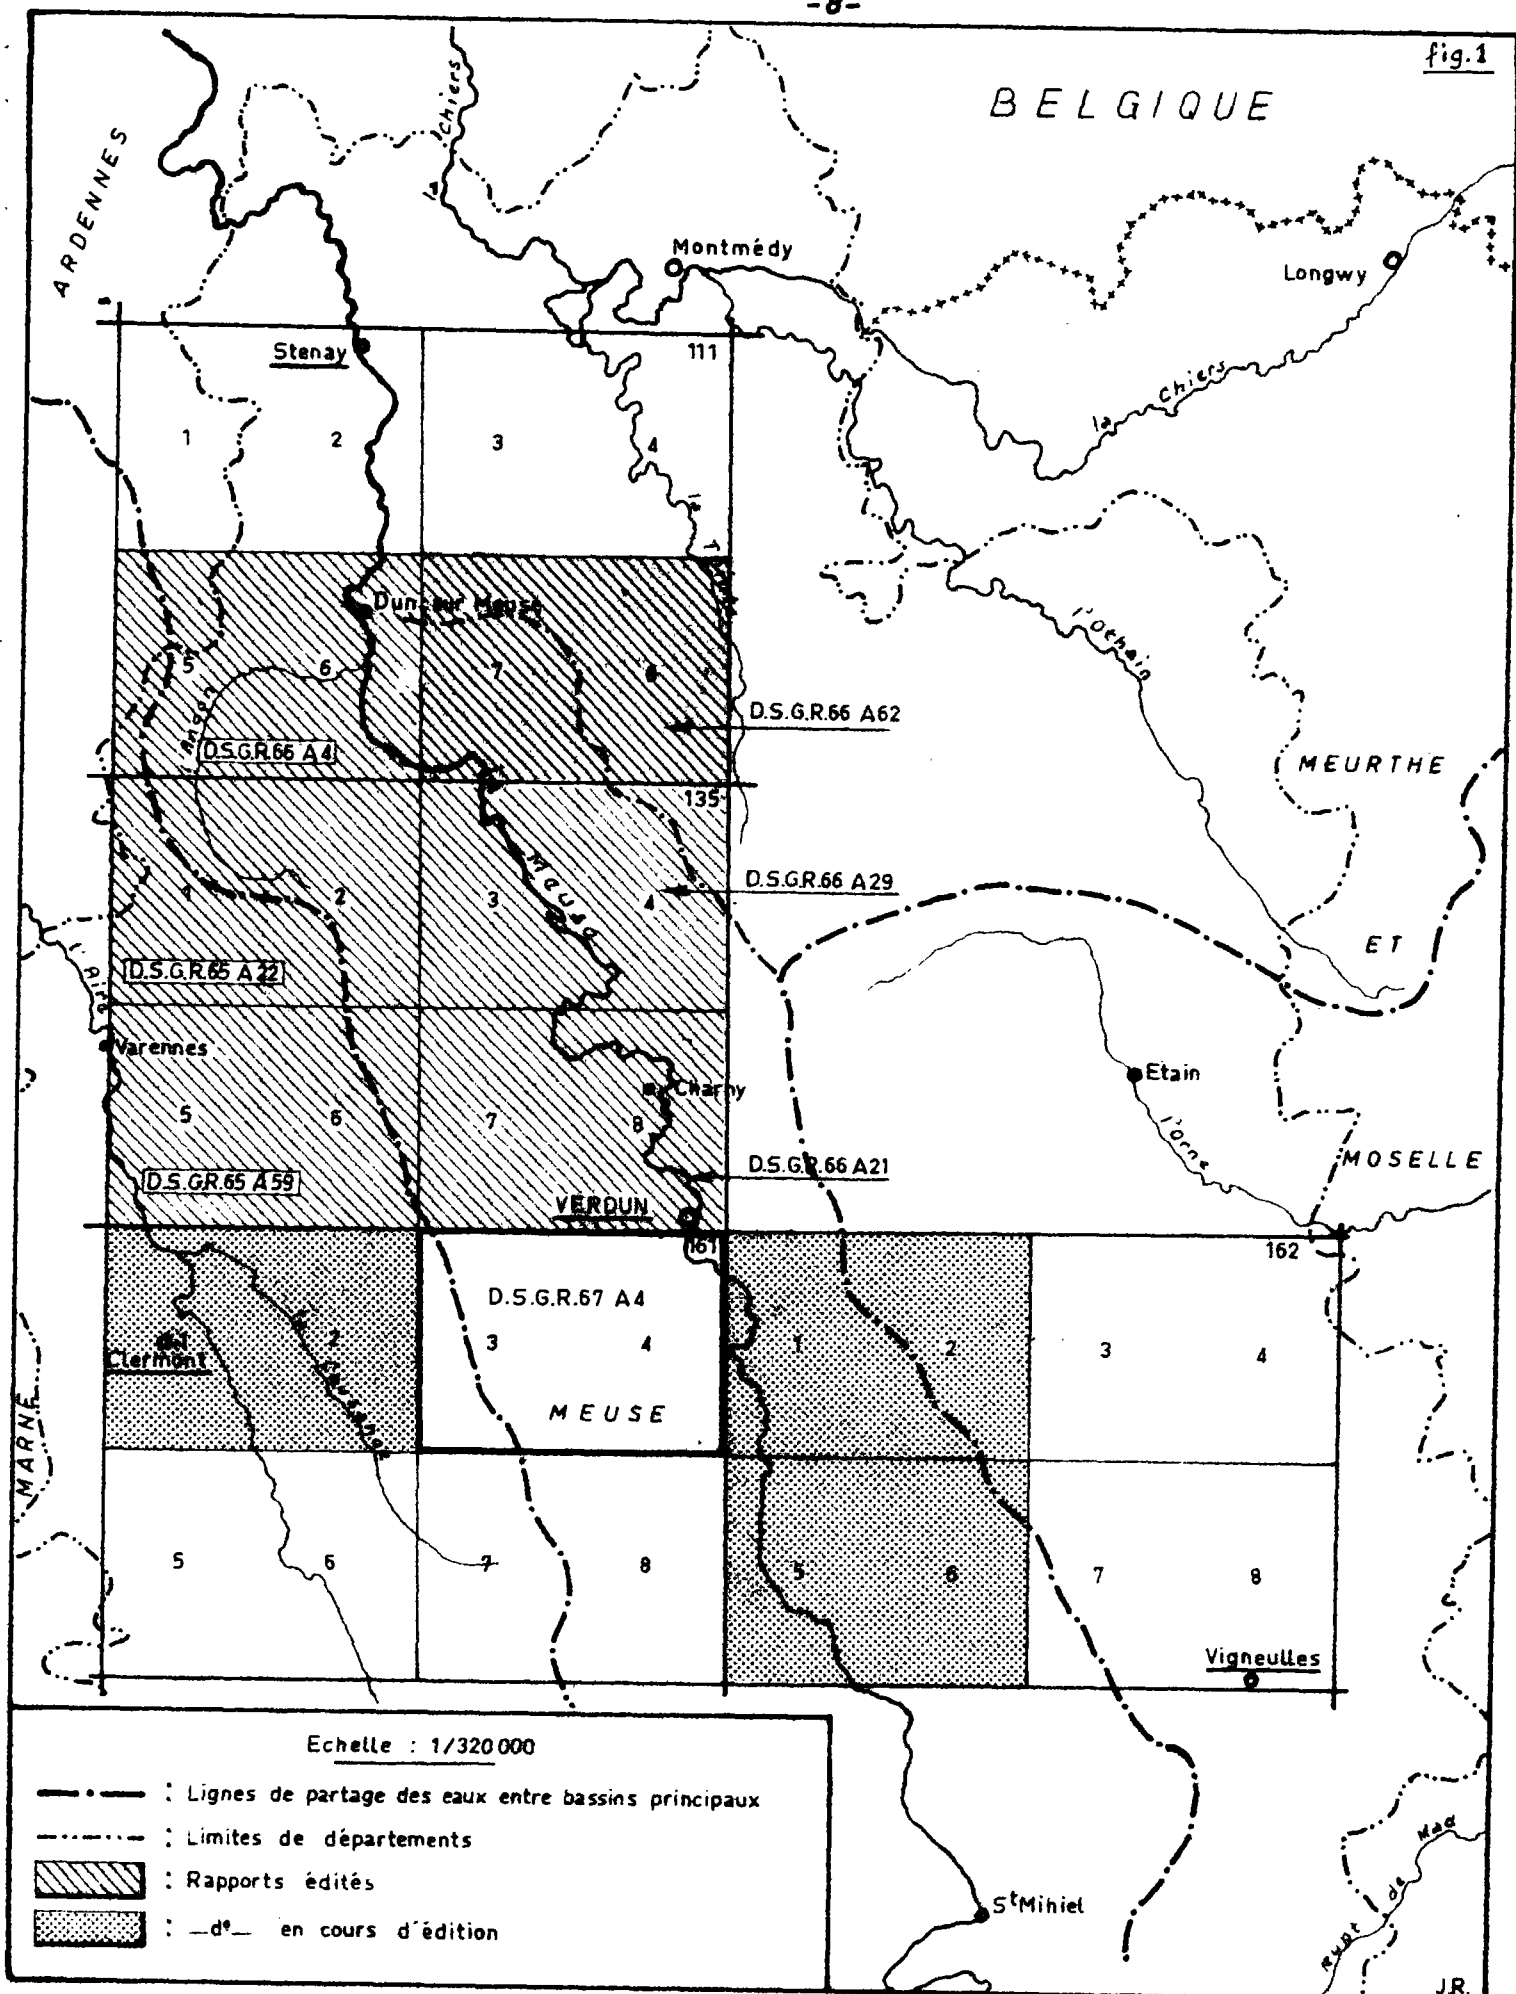 -8-
fig.1
BELGIQUE
ARDENNES
la Chiers
Montmédy
Longwy
Stenay
111
la Chiers
1
2
3
4
Dun sur Meuse
l'Othain
5
6
7
8
D.S.G.R.66 A62
D.S.G.R.66 A4
MEURTHE
135
Meuse
D.S.G.R.66 A29
2
3
4
ET
l'Aire
D.S.G.R.65 A22
Varennes
Charny
Etain
5
6
7
8
l'Orne
D.S.G.R.65 A59
D.S.G.R.66 A21
MOSELLE
VERDUN
161
162
D.S.G.R.67 A4
Clermont
2
3
4
1
2
3
4
MEUSE
MARNE
5
6
7
8
5
6
7
8
Vigneulles
Echelle : 1/320000
: Lignes de partage des eaux entre bassins principaux
: Limites de départements
: Rapports édités
: _d°_ en cours d'édition
St Mihiel
Rupt de Mad
J.R.